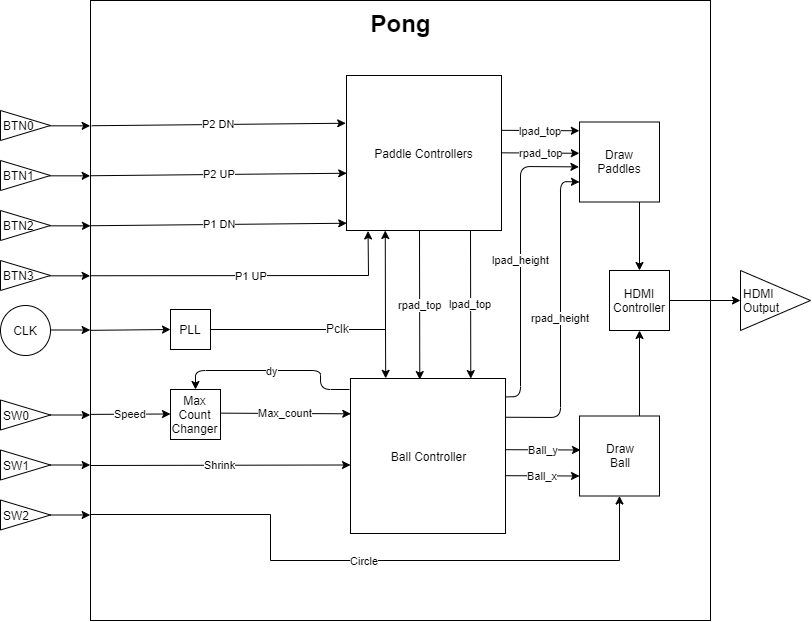 Pong
BTN0
P2 DN
BTN1
P2 UP
BTN2
P1 DN
BTN3
P1 UP
Paddle Controllers
lpad_top
rpad_top
Draw
Paddles
lpad_height
rpad_height
rpad_top
lpad_top
CLK
PLL
Pclk
HDMI
Controller
HDMI
Output
dy
SW0
Speed
Max
Count
Changer
Max_count
Ball Controller
SW1
Shrink
Ball_y
Ball_x
Draw
Ball
SW2
Circle